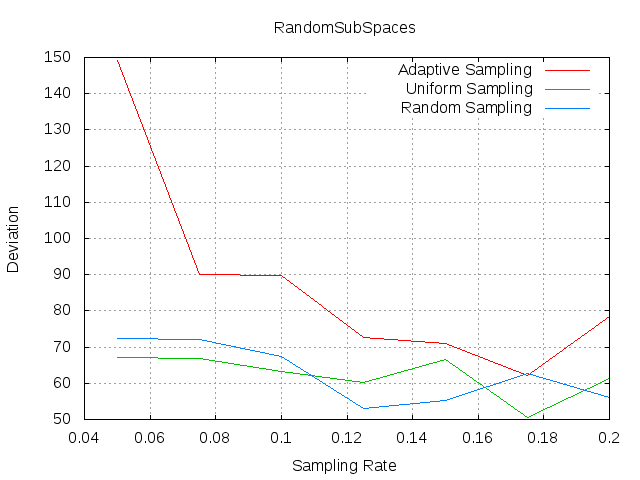 RandomSubSpaces
Adaptive Sampling
Uniform Sampling
Random Sampling
Deviation
150
140
130
120
110
100
90
80
70
60
50
0.04 0.06 0.08 0.1 0.12 0.14 0.16 0.18 0.2
Sampling Rate